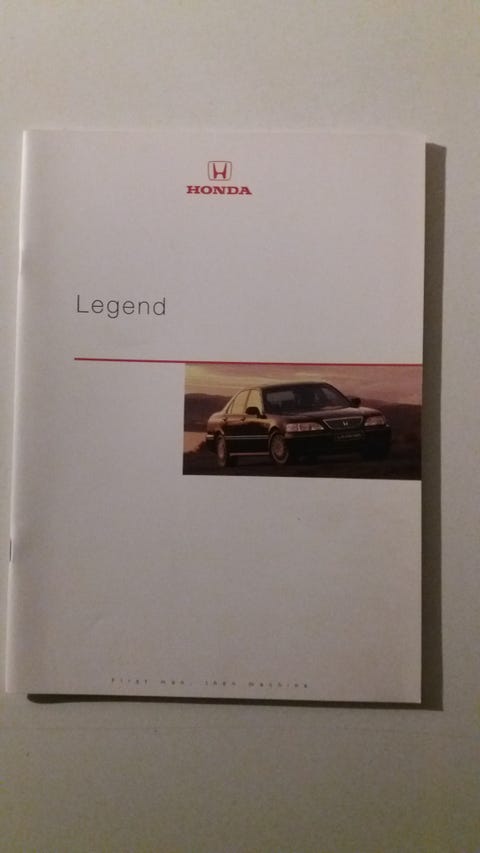 HONDA
Legend
First man, then machine